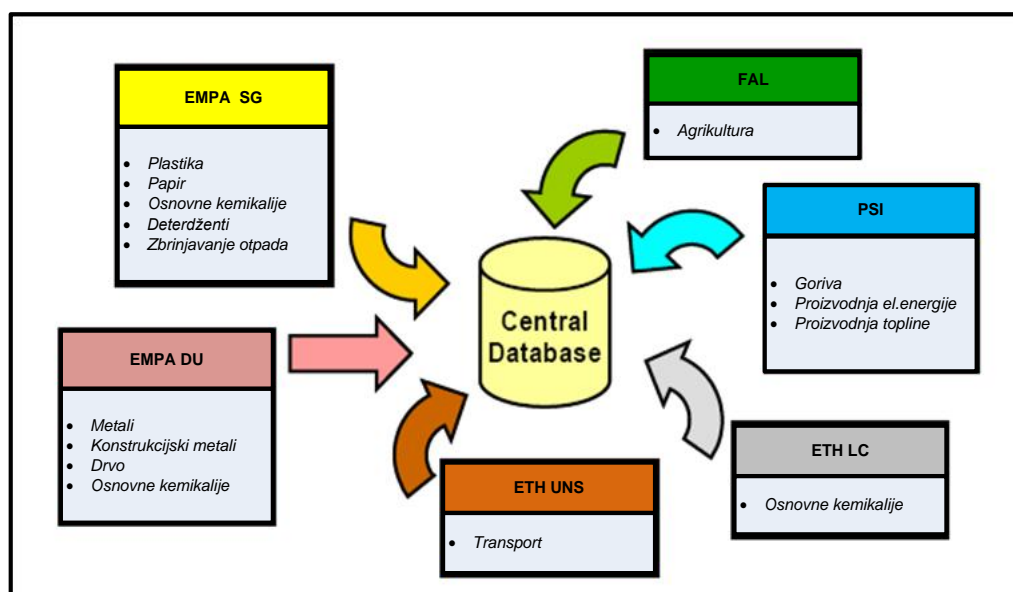 EMPA SG
• Plastika
• Papir
• Osnovne kemikalije
• Deterdženti
• Zbrinjavanje otpada
FAL
• Agrikultura
PSI
• Goriva
• Proizvodnja el.energije
• Proizvodnja topline
Central
Database
EMPA DU
• Metali
• Konstrukcijski metali
• Drvo
• Osnovne kemikalije
ETH UNS
• Transport
ETH LC
• Osnovne kemikalije